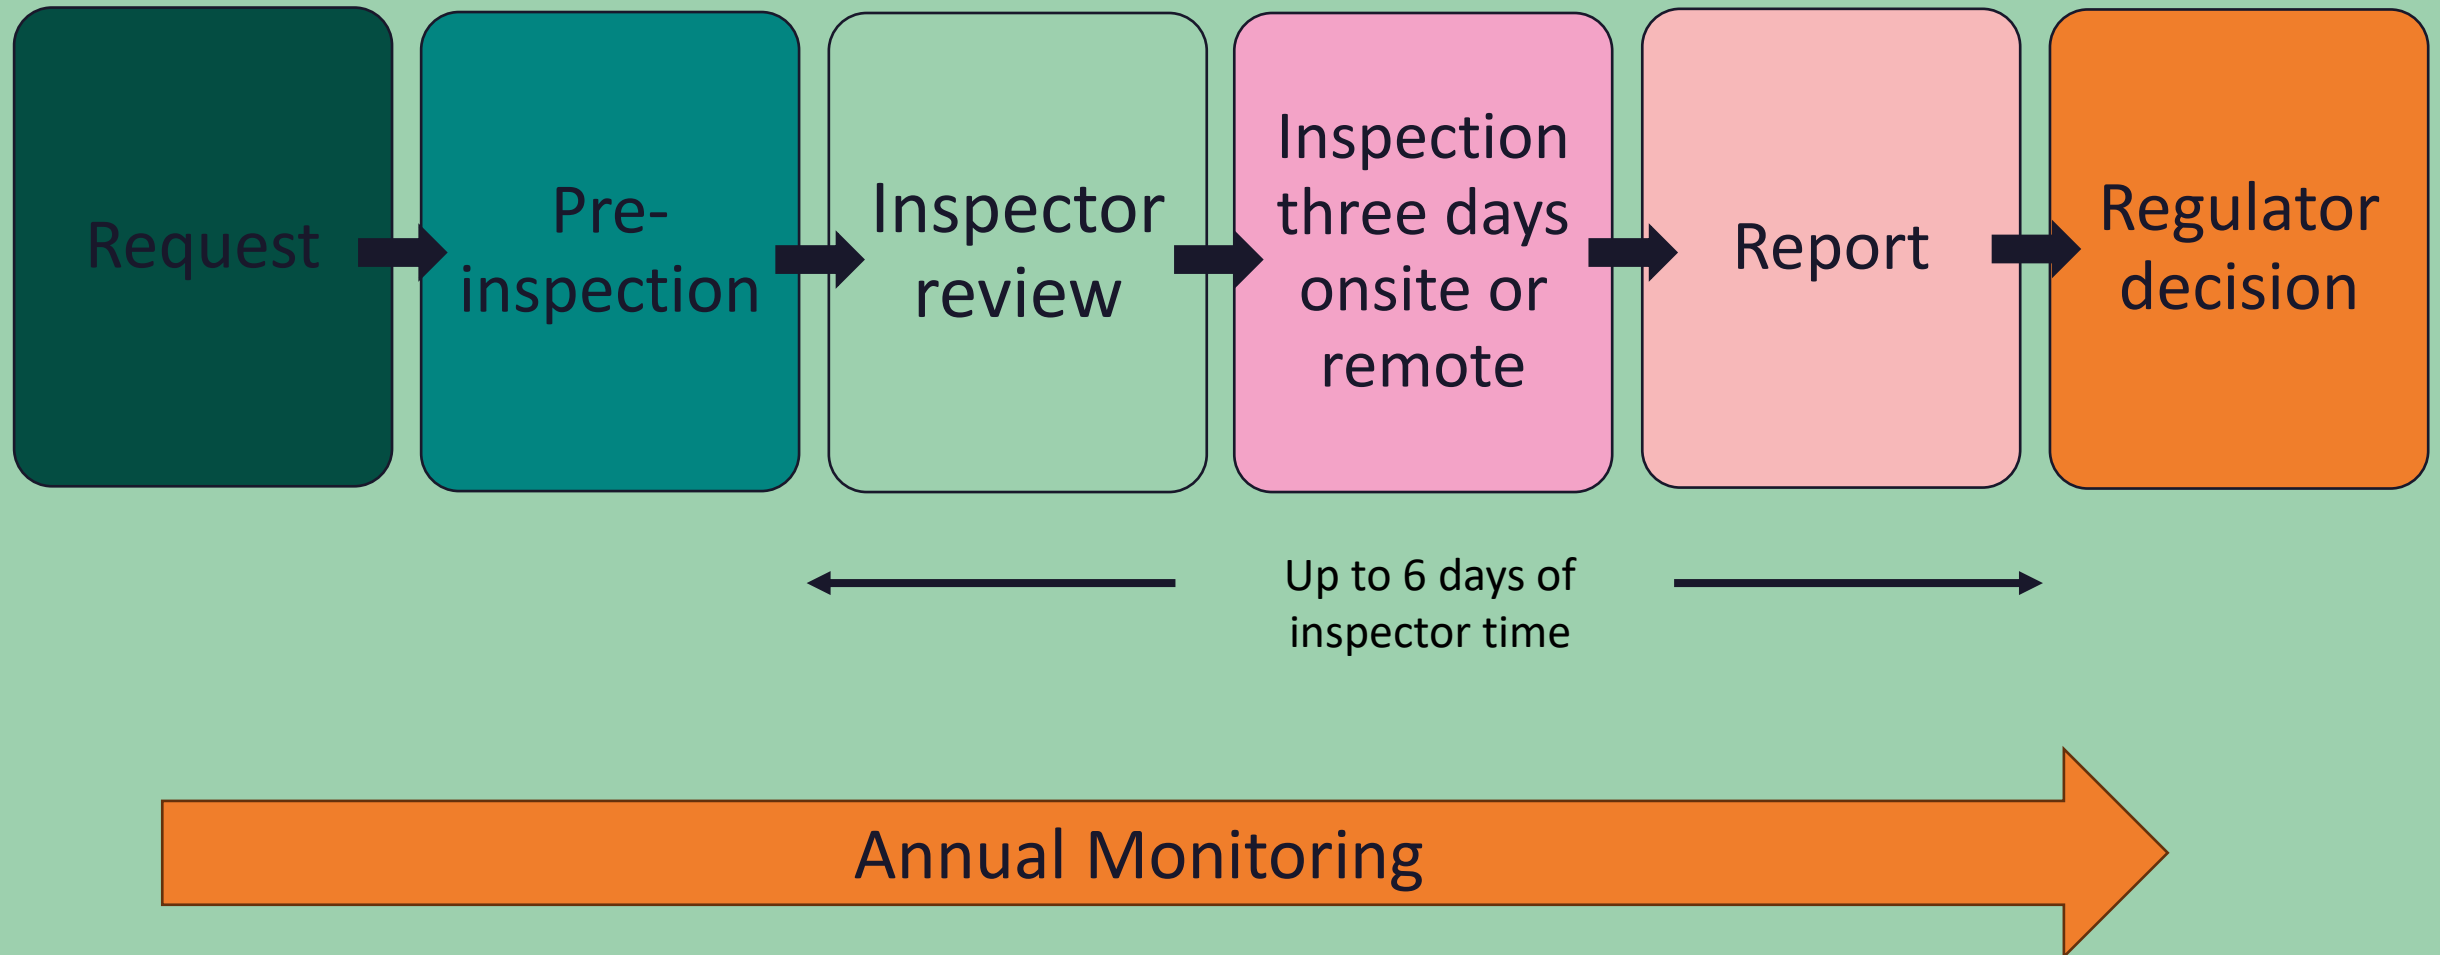 Request
Pre-
inspection
Inspector
review
Inspection
three days
onsite or
remote
Report
Regulator
decision
Up to 6 days of
inspector time
Annual Monitoring